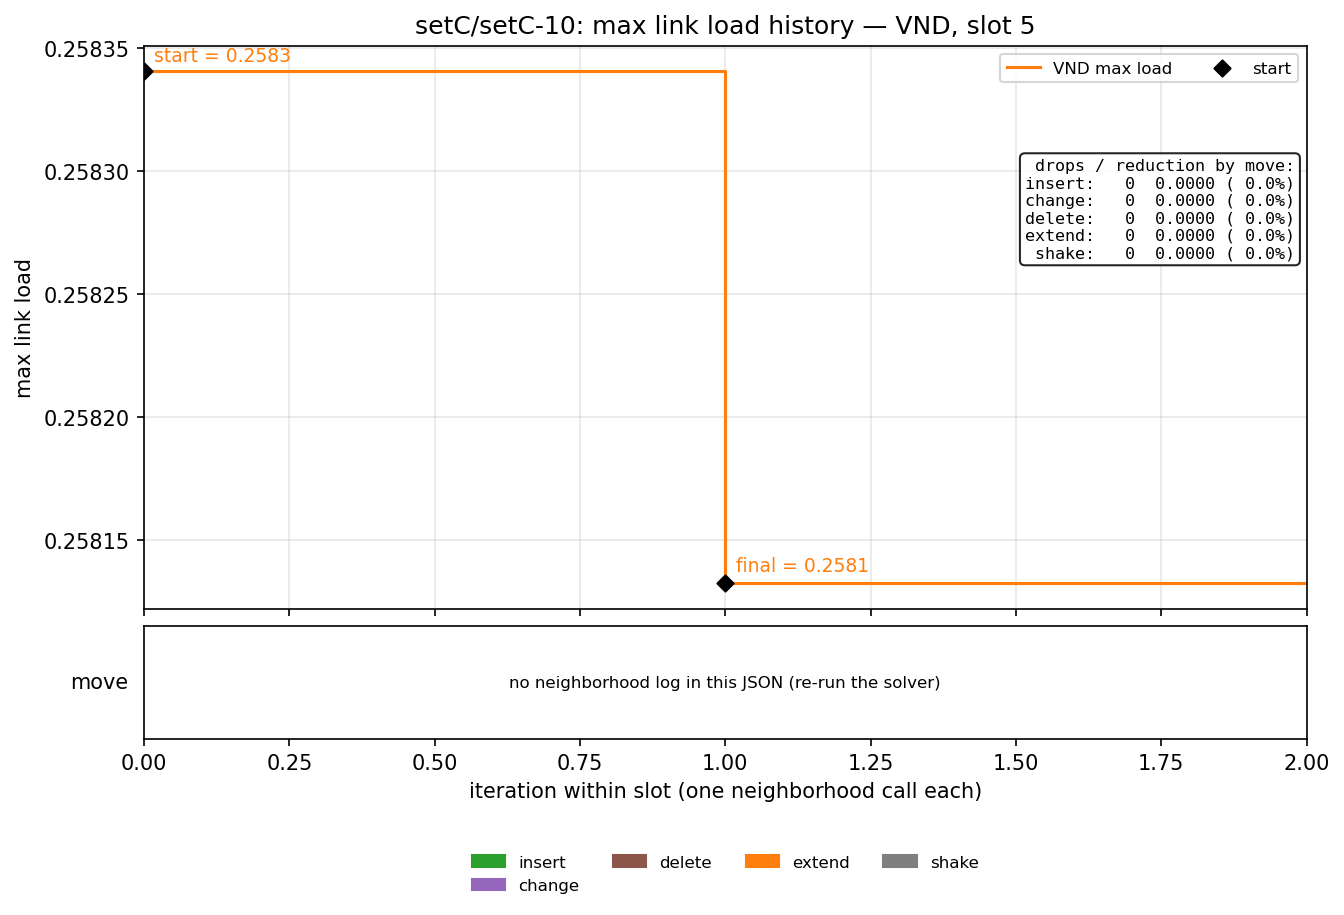 setC/setC-10: max link load history — VND, slot 5
0.25835
0.25830
0.25825
0.25820
0.25815
max link load
start = 0.2583
final = 0.2581
VND max load
start
drops / reduction by move:
insert:   0  0.0000 ( 0.0%)
change:   0  0.0000 ( 0.0%)
delete:   0  0.0000 ( 0.0%)
extend:   0  0.0000 ( 0.0%)
shake:   0  0.0000 ( 0.0%)
move
no neighborhood log in this JSON (re-run the solver)
0.00 0.25 0.50 0.75 1.00 1.25 1.50 1.75 2.00
iteration within slot (one neighborhood call each)
insert delete extend shake
change